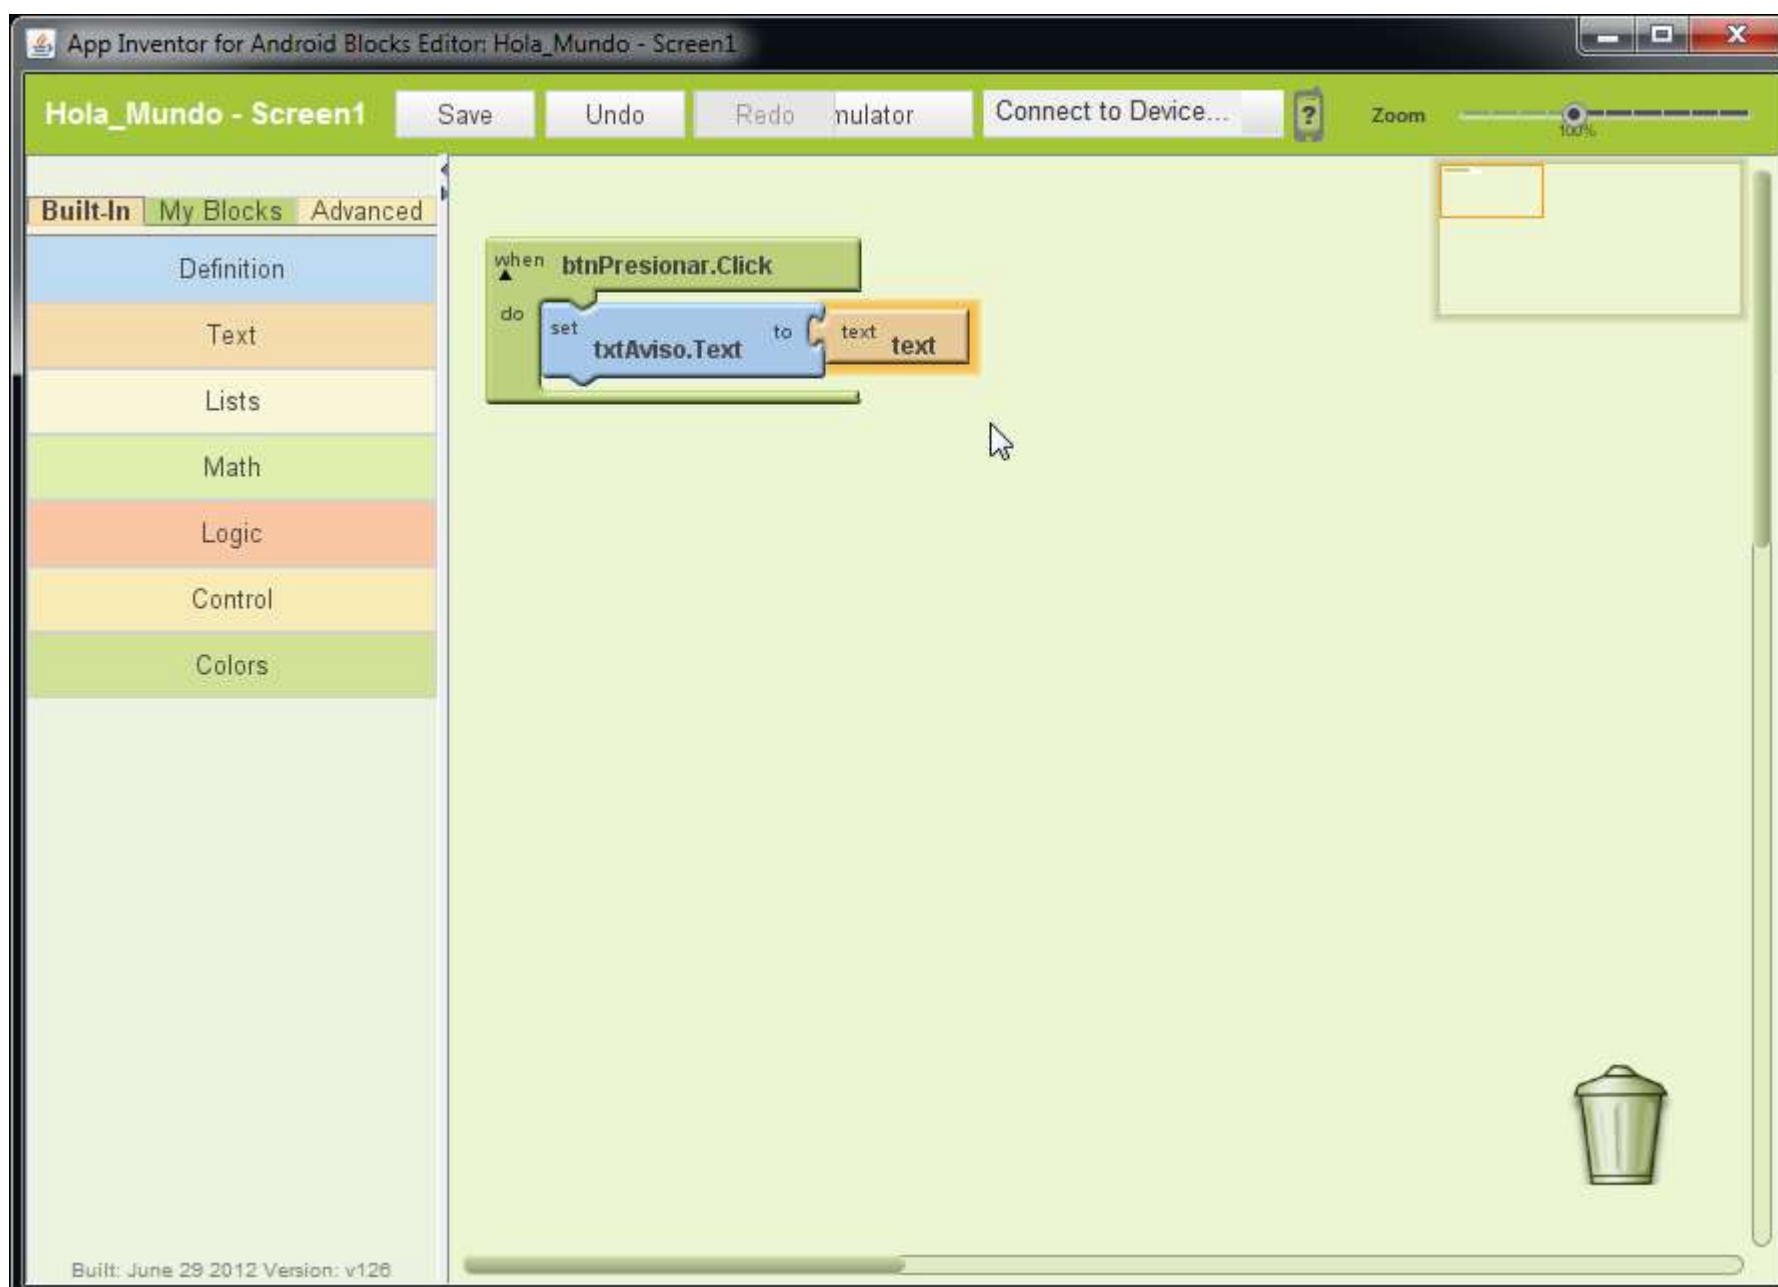 App Inventor for Android Blocks Editor: Hola_Mundo - Screen1
Hola_Mundo - Screen1 Save Undo Redo mulator Connect to Device... ? Zoom
100%
Built-In My Blocks Advanced
Definition
Text
Lists
Math
Logic
Control
Colors
when btnPresionar.Click
do set txtAviso.Text to text text
Built: June 29 2012 Version: v126